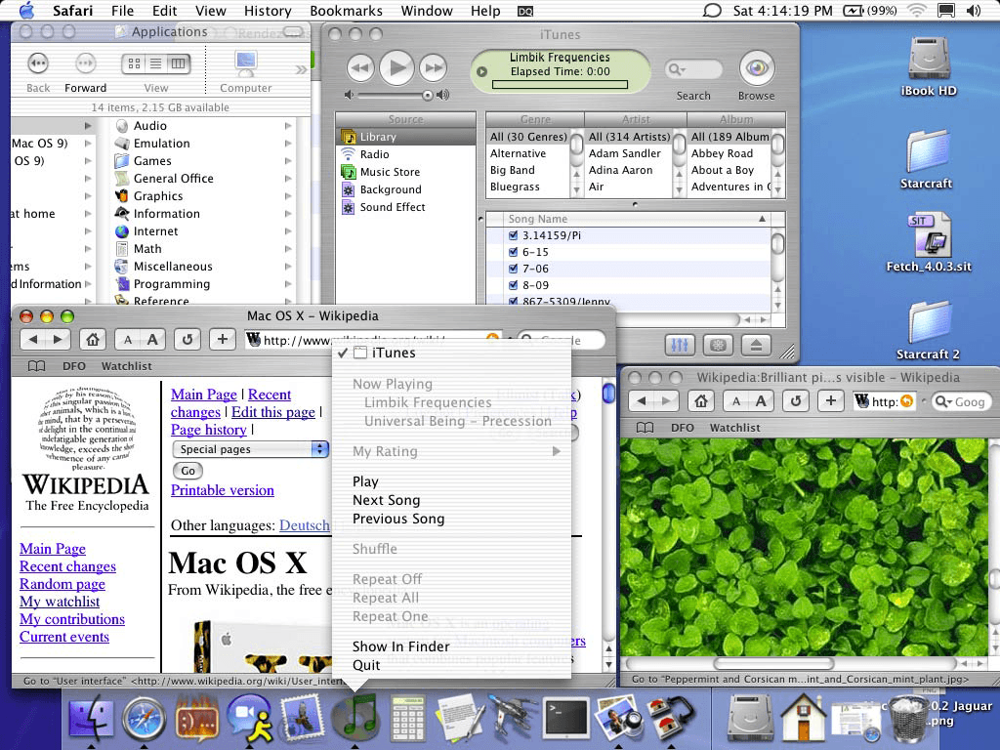 Safari File Edit View History Bookmarks Window Help DQ Sat 4:14:19 PM (99%)
Applications
Back Forward View Computer
14 items, 2.15 GB available
Mac OS 9)
OS 9)
at home
ems
d Information
Audio
Emulation
Games
General Office
Graphics
Information
Internet
Math
Miscellaneous
Programming
Reference
iTunes
Limbik Frequencies
Elapsed Time: 0:00
Search Browse
Source
Library
Radio
Music Store
Background
Sound Effect
Genre Artist Album
All (30 Genres) All (314 Artists) All (189 Album
Alternative Adam Sandler Abbey Road
Big Band Adina Aaron About a Boy
Bluegrass Air Adventures in
Song Name
3.14159/Pi
6-15
7-06
8-09
867-5309/Jenny
iBook HD
Starcraft
SIT
Fetch_4.0.3.sit
Starcraft 2
Mac OS X - Wikipedia
A A W http://www.wikipedia.org/wiki/ Google
DFO Watchlist
WIKIPEDIA
The Free Encyclopedia
Main Page
Recent changes
Random page
My watchlist
My contributions
Current events
Main Page | Recent
changes | Edit this page |
Page history |
Special pages
Go
Printable version
Other languages: Deutsch
Mac OS X
From Wikipedia, the free
Go to "User interface" <http://www.wikipedia.org/wiki/User_inter
iTunes
Now Playing
Limbik Frequencies
Universal Being - Precession
My Rating
Play
Next Song
Previous Song
Shuffle
Repeat Off
Repeat All
Repeat One
Show In Finder
Quit
Wikipedia:Brilliant pi...s visible - Wikipedia
A A W http: Goog
DFO Watchlist
Go to "Peppermint and Corsican m...int_and_Corsican_mint_plant.jpg>
0.2 Jaguar
.png